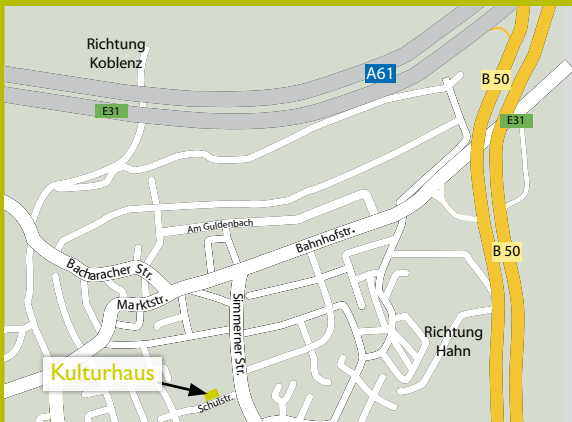 Richtung
Koblenz
A61
B 50
E31
E31
Am Guldenbach
Bahnhofstr.
B 50
Bacharacher Str.
Marktstr.
Simmerner Str.
Richtung
Hahn
Kulturhaus
Schulstr.